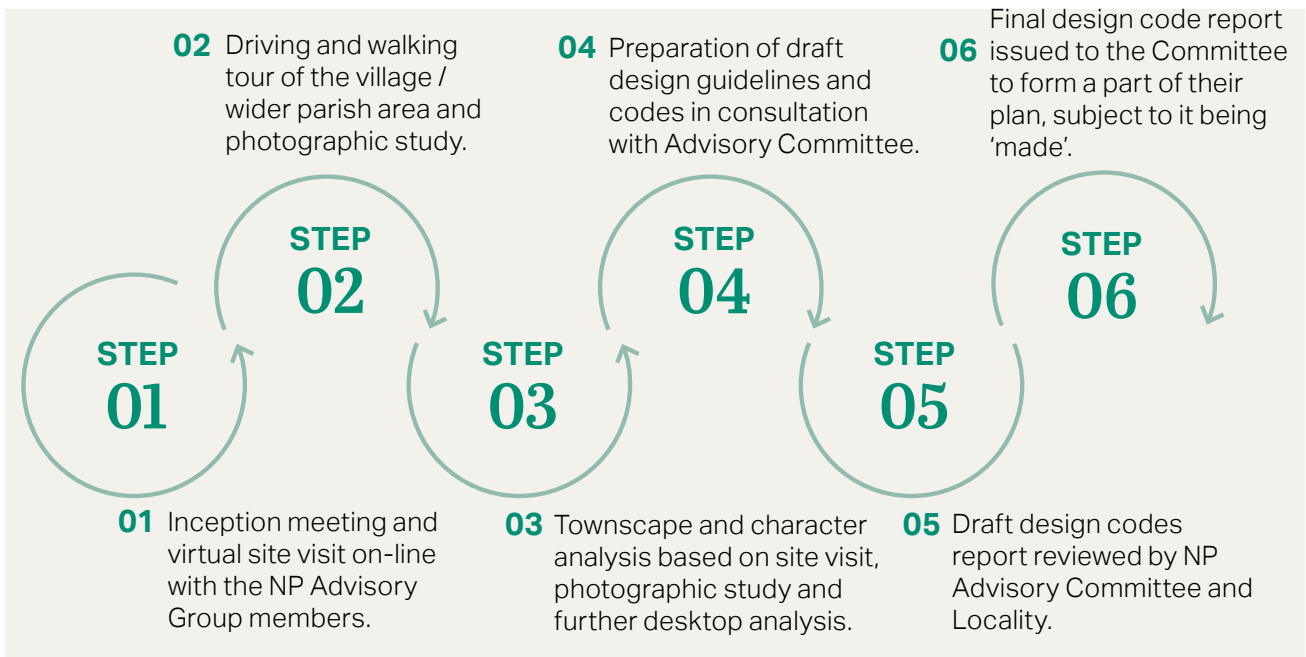 02 Driving and walking
tour of the village /
wider parish area and
photographic study.
04 Preparation of draft
design guidelines and
codes in consultation
with Advisory Committee.
Final design code report
06 issued to the Committee
to form a part of their
plan, subject to it being
‘made’.
STEP
01
STEP
02
STEP
03
STEP
04
STEP
05
STEP
06
01 Inception meeting and
virtual site visit on-line
with the NP Advisory
Group members.
03 Townscape and character
analysis based on site visit,
photographic study and
further desktop analysis.
05 Draft design codes
report reviewed by NP
Advisory Committee and
Locality.